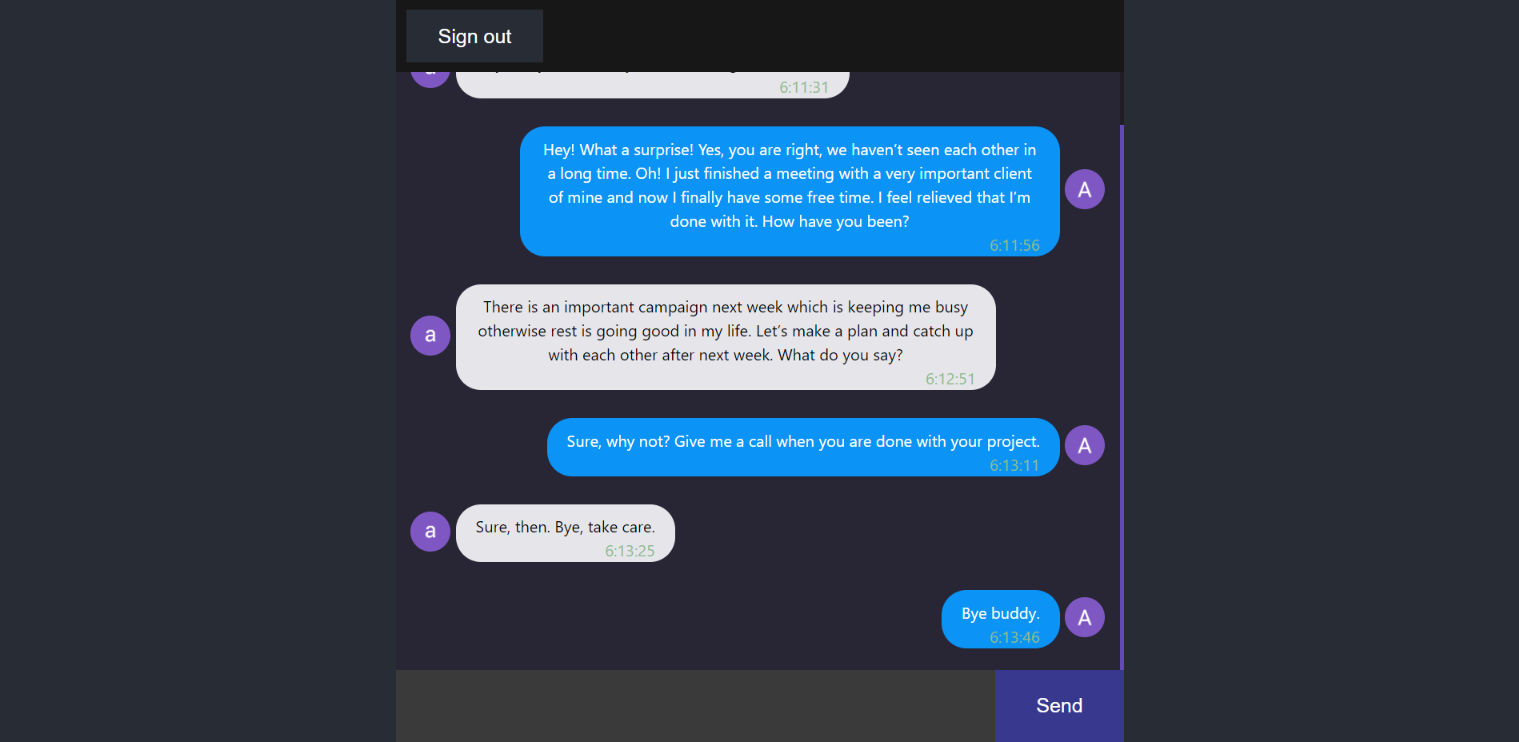 Sign out
6:11:31
Hey! What a surprise! Yes, you are right, we haven't seen each other in
a long time. Oh! I just finished a meeting with a very important client
of mine and now I finally have some free time. I feel relieved that I'm
done with it. How have you been?
A
6:11:56
There is an important campaign next week which is keeping me busy
a
otherwise rest is going good in my life. Let's make a plan and catch up
with each other after next week. What do you say?
6:12:51
Sure, why not? Give me a call when you are done with your project.
A
6:13:11
a
Sure, then. Bye, take care.
6:13:25
Bye buddy.
A
6:13:46
Send